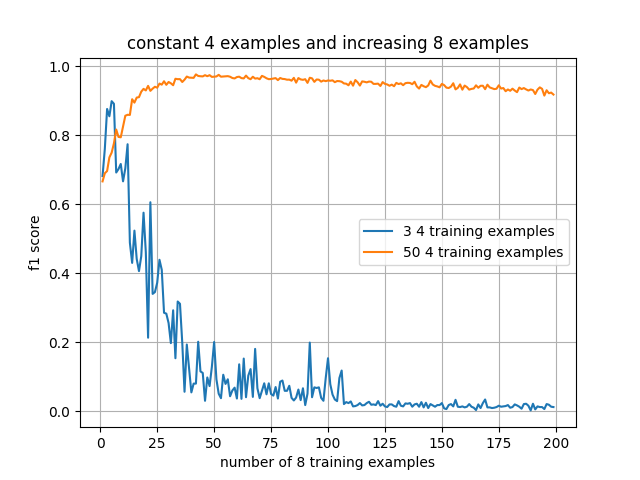 constant 4 examples and increasing 8 examples
1.0
0.8
0.6
0.4
0.2
0.0
f1 score
3 4 training examples
50 4 training examples
0 25 50 75 100 125 150 175 200
number of 8 training examples